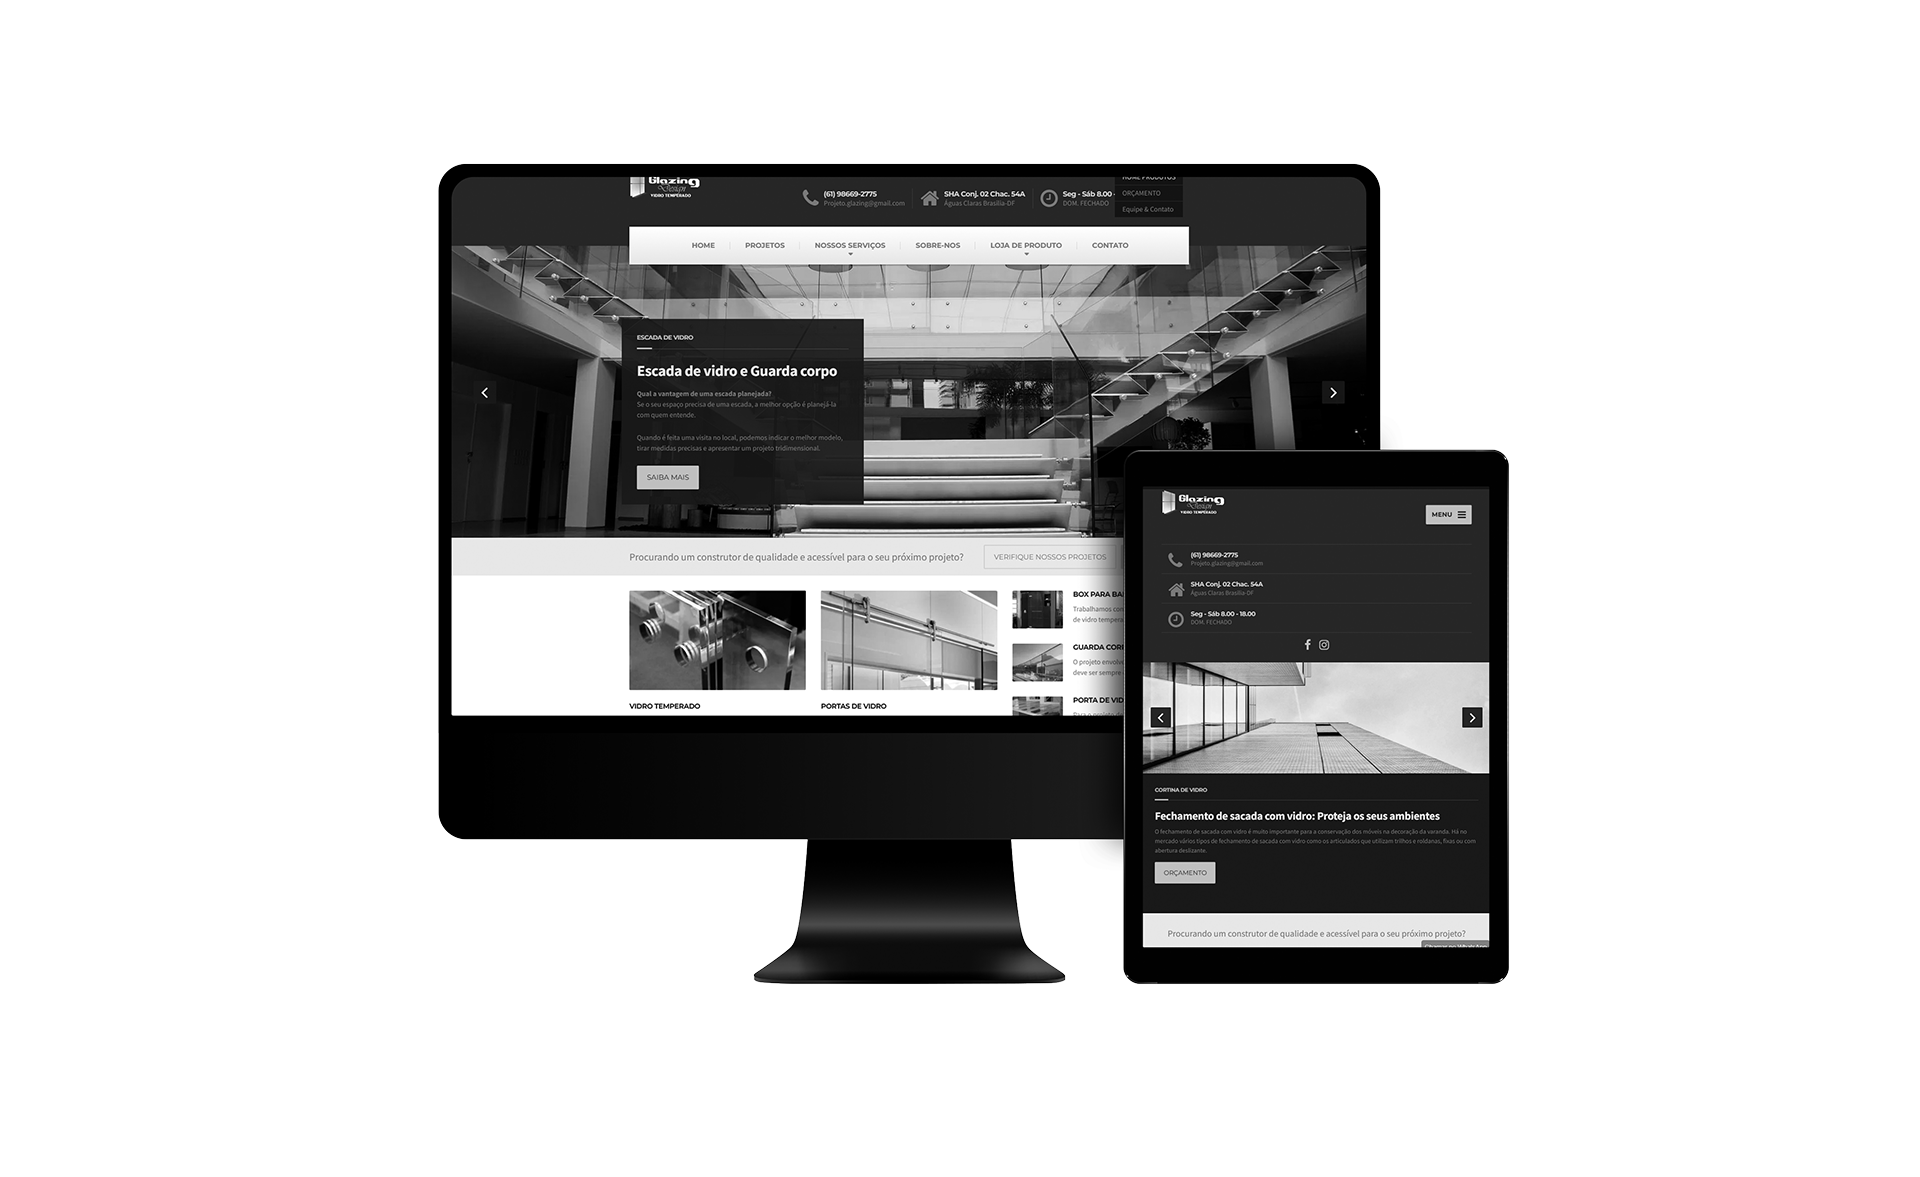 Glazing
Design
VIDRO TEMPERADO
(61) 98669-2775
Projeto.glazing@gmail.com
SHA Conj. 02 Chac. 54A
Águas Claras Brasília-DF
Seg - Sáb 8.00 -
DOM. FECHADO
HOME PRODUTOS
ORÇAMENTO
Equipe & Contato
HOME
PROJETOS
NOSSOS SERVIÇOS
SOBRE-NOS
LOJA DE PRODUTO
CONTATO
ESCADA DE VIDRO
Escada de vidro e Guarda corpo
Qual a vantagem de uma escada planejada?
Se o seu espaço precisa de uma escada, a melhor opção é planejá-la
com quem entende.
Quando é feita uma visita no local, podemos indicar o melhor modelo,
tirar medidas precisas e apresentar um projeto tridimensional.
SAIBA MAIS
Procurando um construtor de qualidade e acessível para o seu próximo projeto?
VERIFIQUE NOSSOS PROJETOS
VIDRO TEMPERADO
PORTAS DE VIDRO
BOX PARA BA
Trabalhamos com
de vidro tempera
GUARDA COR
O projeto envolve
deve ser sempre
PORTA DE VID
Para o projeto de
Glazing
Design
VIDRO TEMPERADO
MENU
(61) 98669-2775
Projeto.glazing@gmail.com
SHA Conj. 02 Chac. 54A
Águas Claras Brasília-DF
Seg - Sáb 8.00 - 18.00
DOM. FECHADO
CORTINA DE VIDRO
Fechamento de sacada com vidro: Proteja os seus ambientes
O fechamento de sacada com vidro é muito importante para a conservação dos móveis na decoração da varanda. Há no
mercado vários tipos de fechamento de sacada com vidro como os articulados que utilizam trilhos e roldanas, fixas ou com
abertura deslizante.
ORÇAMENTO
Procurando um construtor de qualidade e acessível para o seu próximo projeto?
Chamar no WhatsApp